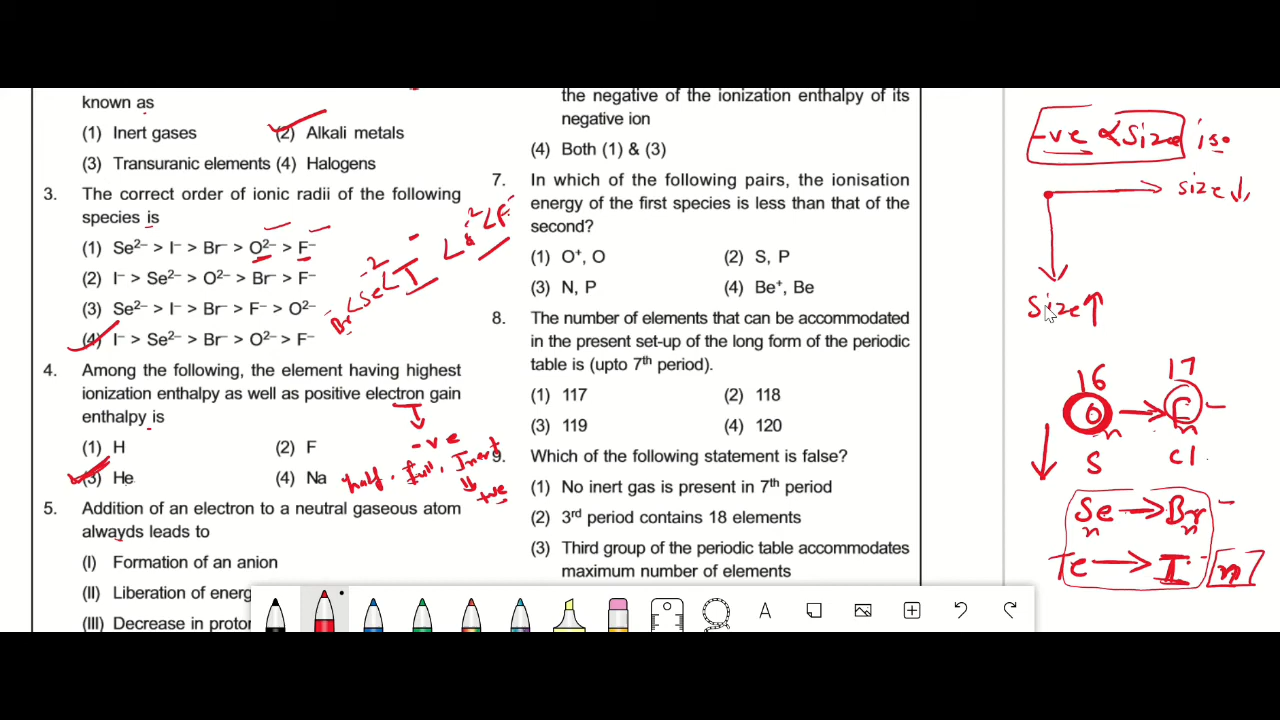 known as
(1) Inert gases (2) Alkali metals
(3) Transuranic elements (4) Halogens
3. The correct order of ionic radii of the following
species is
(1) Se²⁻ > I⁻ > Br⁻ > O²⁻ > F⁻
(2) I⁻ > Se²⁻ > O²⁻ > Br⁻ > F⁻
(3) Se²⁻ > I⁻ > Br⁻ > F⁻ > O²⁻
(4) I⁻ > Se²⁻ > Br⁻ > O²⁻ > F⁻
Br < Se²⁻ < I⁻ <
4. Among the following, the element having highest
ionization enthalpy as well as positive electron gain
enthalpy is
(1) H (2) F
(3) He (4) Na
-ve
half, full, Inert
+ve
5. Addition of an electron to a neutral gaseous atom
alwayds leads to
(I) Formation of an anion
(II) Liberation of energ
(III) Decrease in protor
the negative of the ionization enthalpy of its
negative ion
(4) Both (1) & (3)
7. In which of the following pairs, the ionisation
energy of the first species is less than that of the
second?
(1) O⁺, O (2) S, P
(3) N, P (4) Be⁺, Be
8. The number of elements that can be accommodated
in the present set-up of the long form of the periodic
table is (upto 7th period).
(1) 117 (2) 118
(3) 119 (4) 120
9. Which of the following statement is false?
(1) No inert gas is present in 7th period
(2) 3rd period contains 18 elements
(3) Third group of the periodic table accommodates
maximum number of elements
-ve ∝ Size iso
size ↓
Size ↑
16 17
O → F -
n n
S Cl
Se → Br -
n n
Te → I - n
A